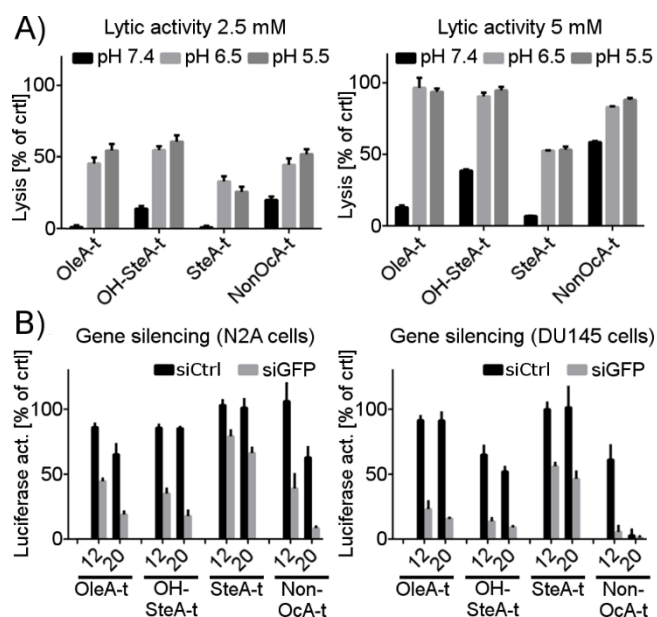 A)
Lytic activity 2.5 mM
pH 7.4 pH 6.5 pH 5.5
Lysis [% of crtl]
100
50
0
OleA-t
OH-SteA-t
SteA-t
NonOcA-t
Lytic activity 5 mM
pH 7.4 pH 6.5 pH 5.5
Lysis [% of crtl]
100
50
0
OleA-t
OH-SteA-t
SteA-t
NonOcA-t
B)
Gene silencing (N2A cells)
siCtrl siGFP
Luciferase act. [% of crtl]
100
50
0
12 20 12 20 12 20 12 20
OleA-t OH-SteA-t SteA-t Non-OcA-t
Gene silencing (DU145 cells)
siCtrl siGFP
Luciferase act. [% of crtl]
100
50
0
12 20 12 20 12 20 12 20
OleA-t OH-SteA-t SteA-t Non-OcA-t